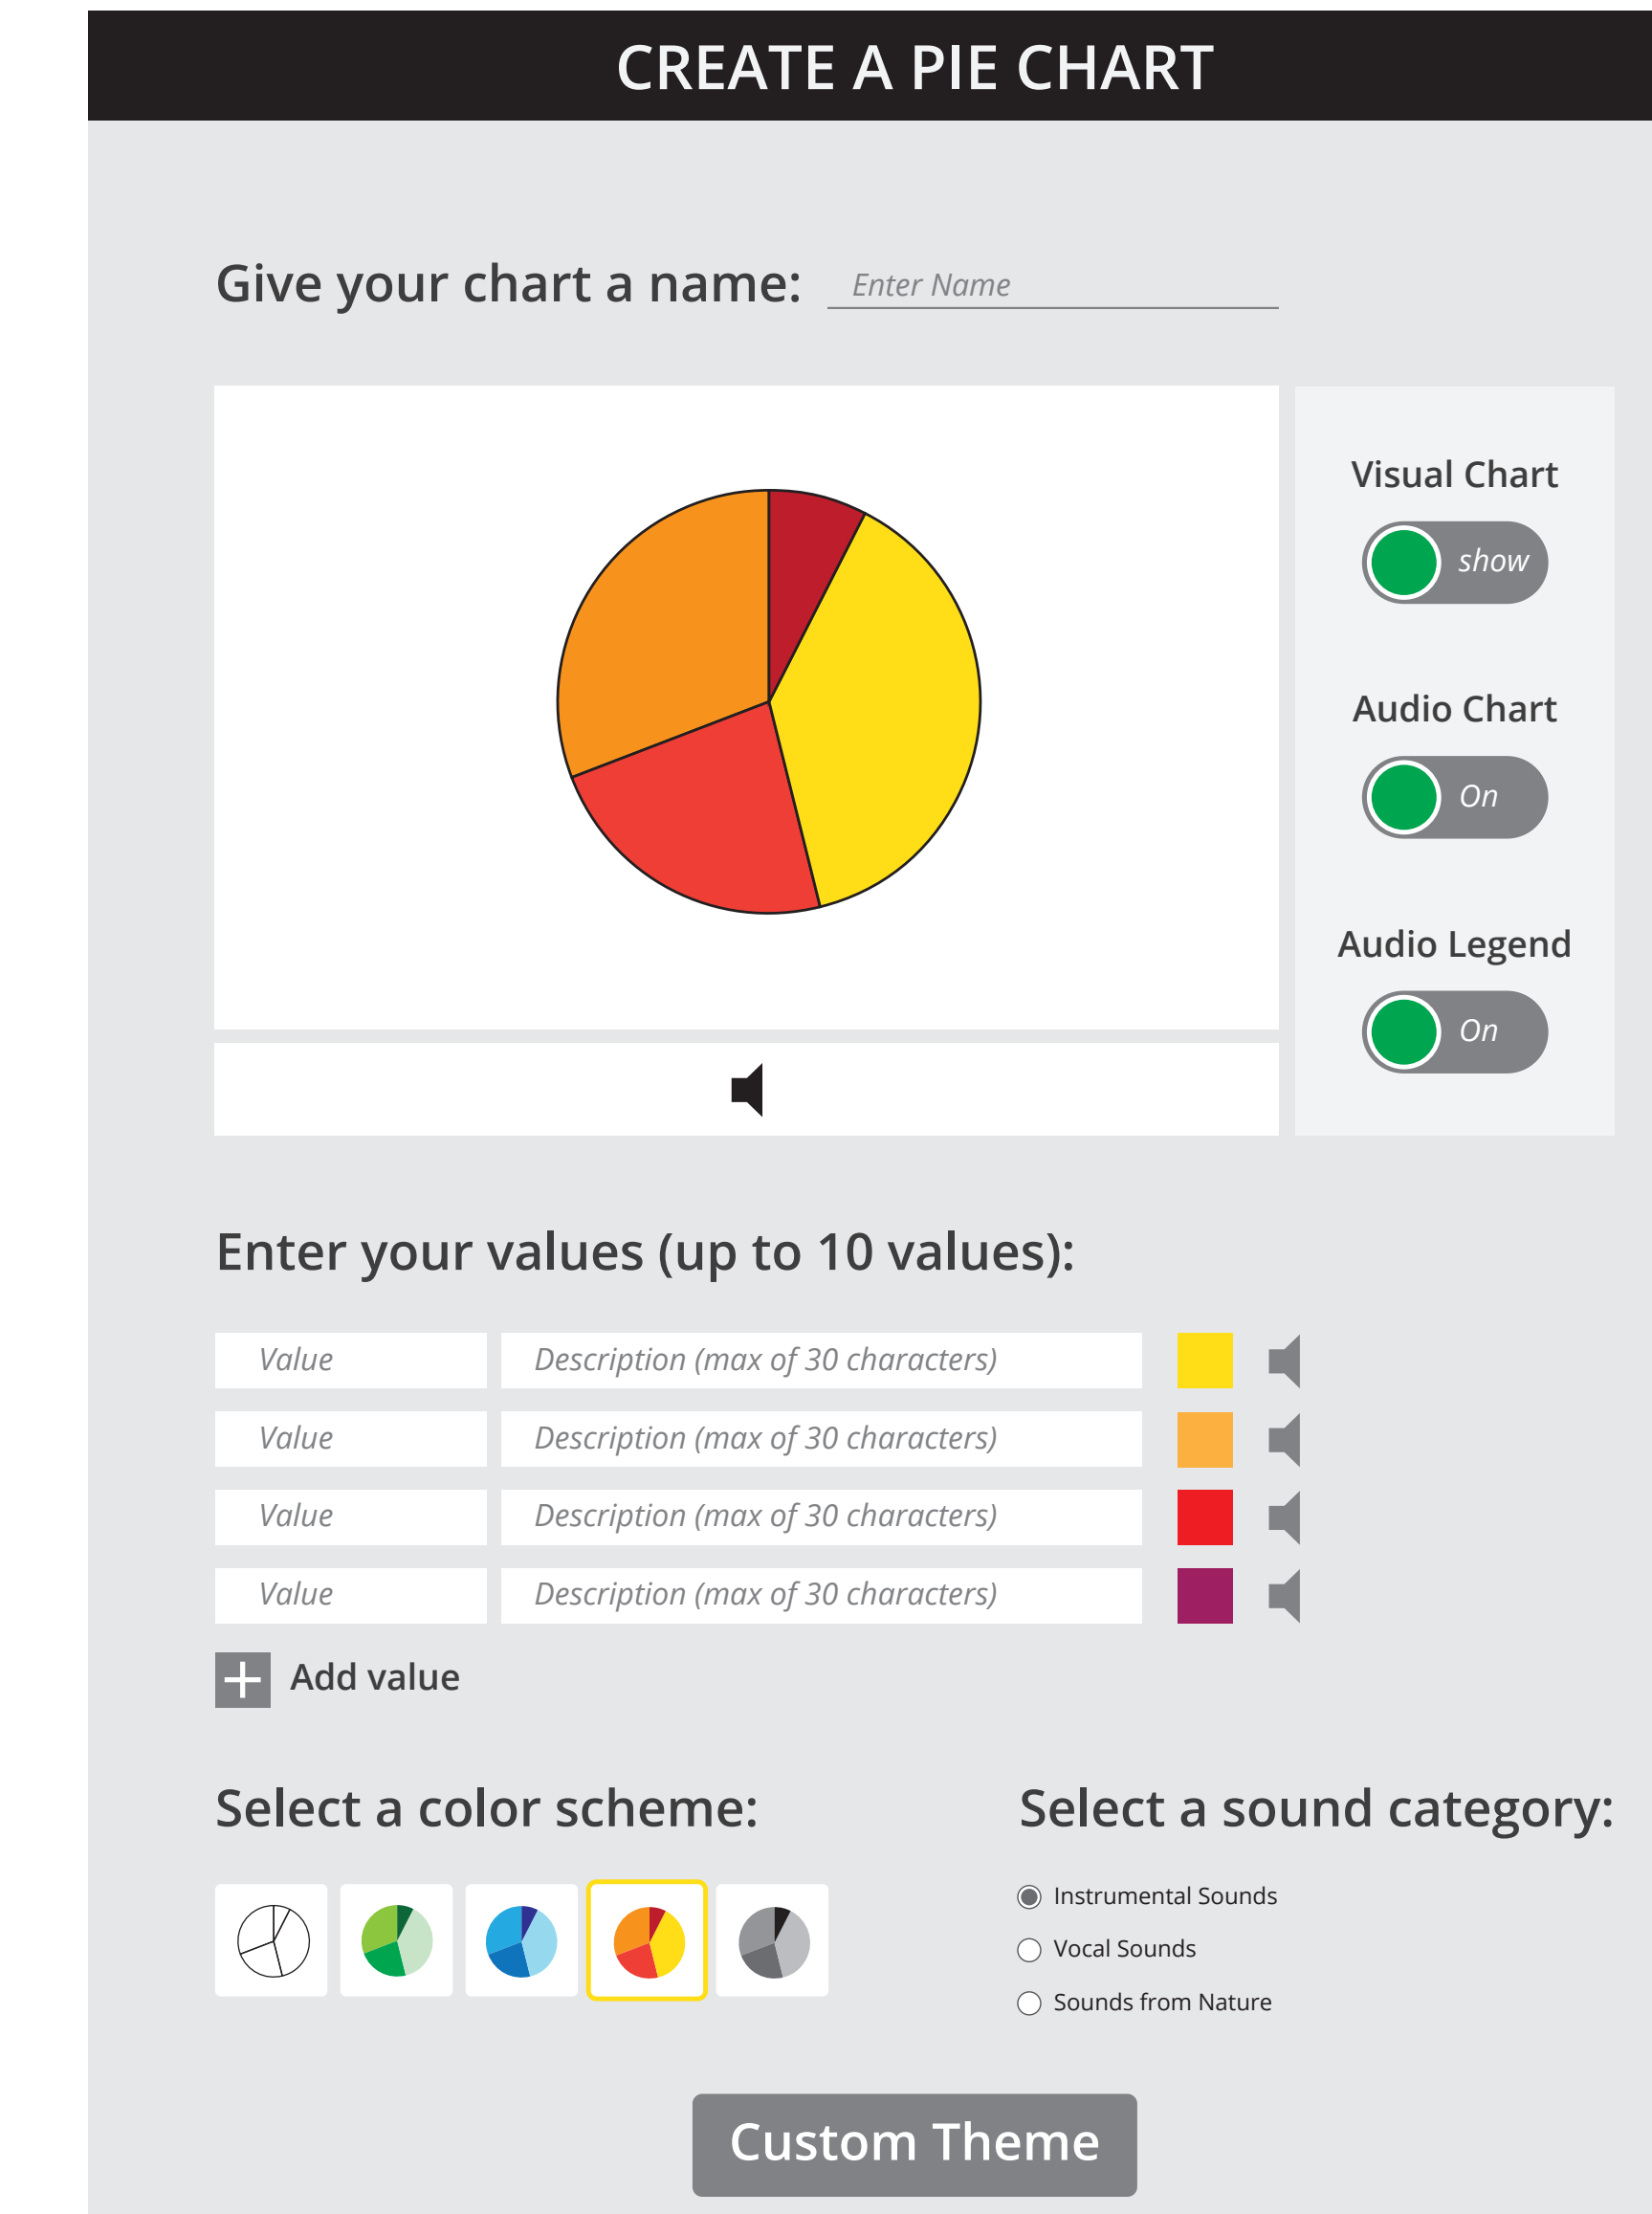 CREATE A PIE CHART
Give your chart a name: Enter Name
Visual Chart
show
Audio Chart
On
Audio Legend
On
Enter your values (up to 10 values):
Value Description (max of 30 characters)
Value Description (max of 30 characters)
Value Description (max of 30 characters)
Value Description (max of 30 characters)
Add value
Select a color scheme:
Select a sound category:
Instrumental Sounds
Vocal Sounds
Sounds from Nature
Custom Theme